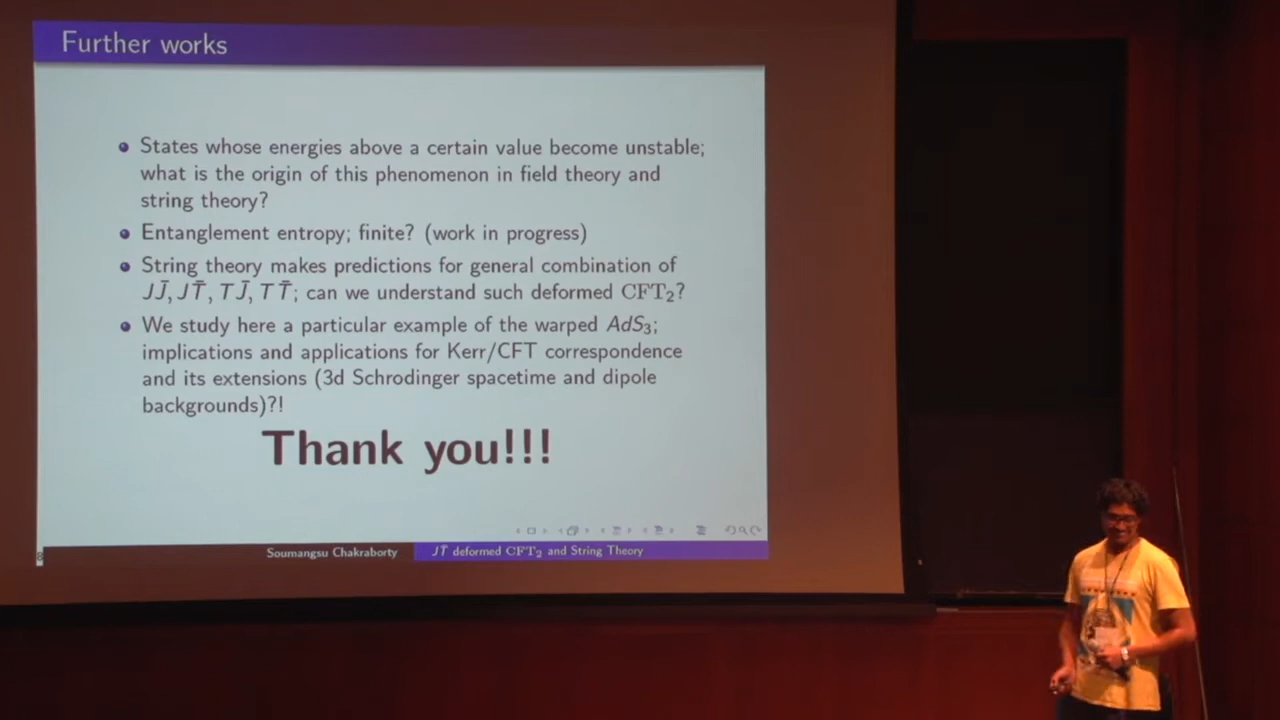 Further works
States whose energies above a certain value become unstable;
what is the origin of this phenomenon in field theory and
string theory?
Entanglement entropy; finite? (work in progress)
String theory makes predictions for general combination of
JJ̄, JT̄, TJ̄, TT̄; can we understand such deformed CFT₂?
We study here a particular example of the warped AdS₃;
implications and applications for Kerr/CFT correspondence
and its extensions (3d Schrodinger spacetime and dipole
backgrounds)?!
Thank you!!!
8
Soumangsu Chakraborty
JT̄ deformed CFT₂ and String Theory